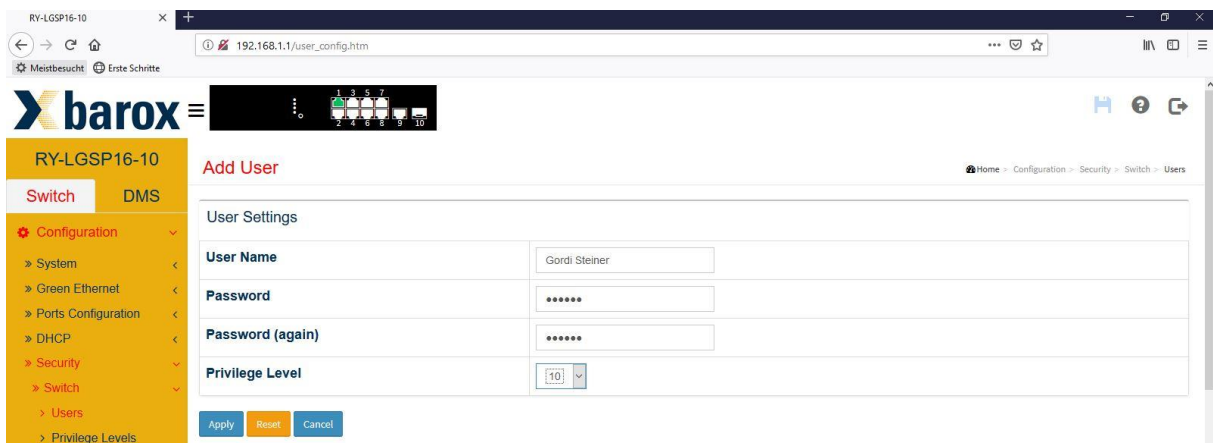 RY-LGSP16-10
192.168.1.1/user_config.htm
Meistbesucht Erste Schritte
barox
1 3 5 7
2 4 6 8 9 10
RY-LGSP16-10
Switch DMS
Configuration
System
Green Ethernet
Ports Configuration
DHCP
Security
Switch
Users
Privilege Levels
Add User
Home > Configuration > Security > Switch > Users
User Settings
User Name Gordi Steiner
Password ••••••
Password (again) ••••••
Privilege Level 10
Apply Reset Cancel